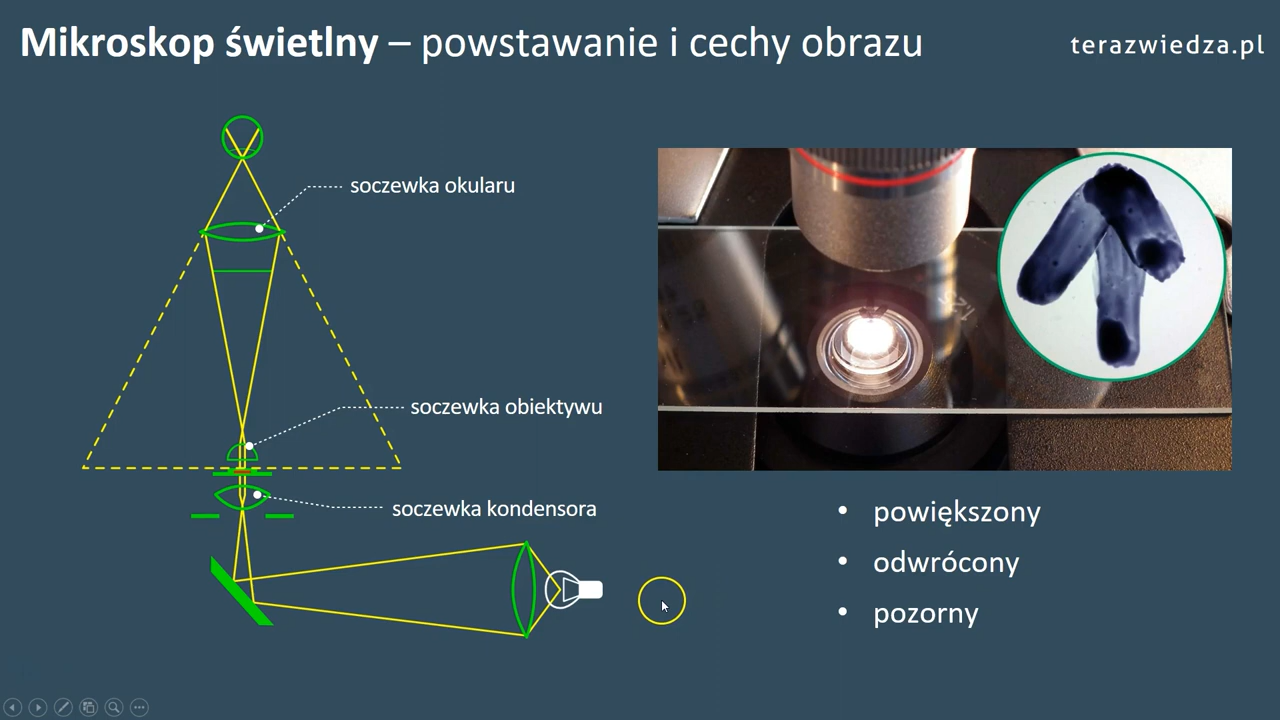 Mikroskop świetlny – powstawanie i cechy obrazu
terazwiedza.pl
soczewka okularu
soczewka obiektywu
soczewka kondensora
• powiększony
• odwrócony
• pozorny